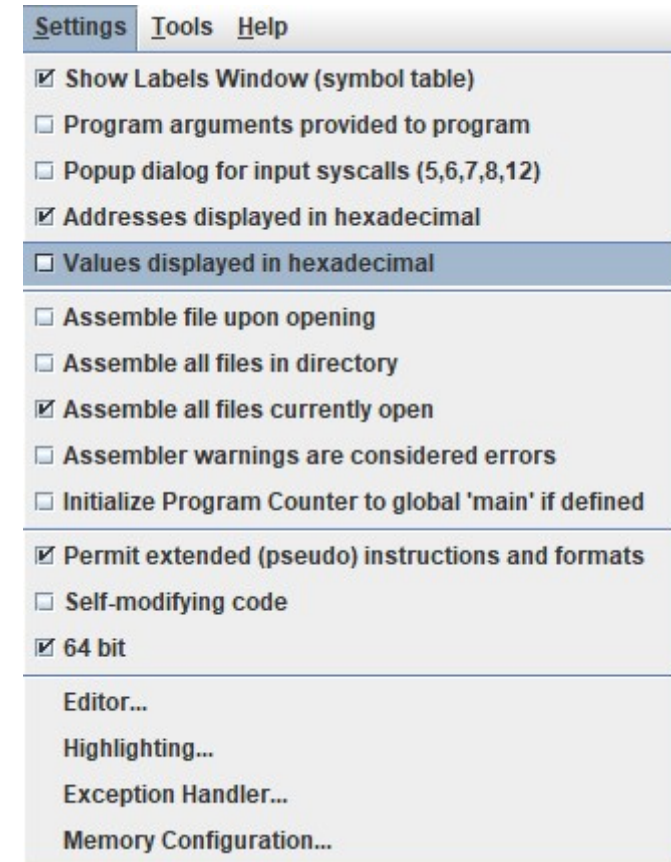 Settings Tools Help
Show Labels Window (symbol table)
Program arguments provided to program
Popup dialog for input syscalls (5,6,7,8,12)
Addresses displayed in hexadecimal
Values displayed in hexadecimal
Assemble file upon opening
Assemble all files in directory
Assemble all files currently open
Assembler warnings are considered errors
Initialize Program Counter to global 'main' if defined
Permit extended (pseudo) instructions and formats
Self-modifying code
64 bit
Editor...
Highlighting...
Exception Handler...
Memory Configuration...